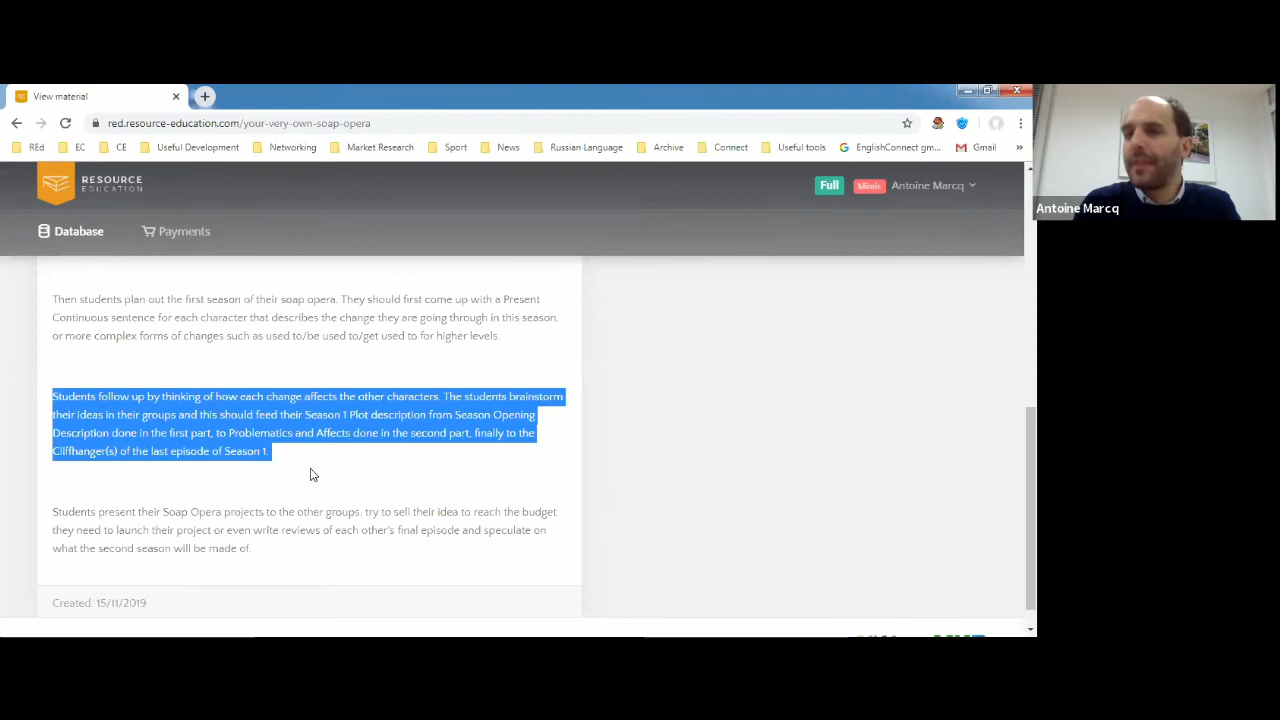 View material
red.resource-education.com/your-very-own-soap-opera
REd EC CE Useful Development Networking Market Research Sport News Russian Language Archive Connect Useful tools EnglishConnect gm... Gmail »
RESOURCE
EDUCATION
Full Mimic Antoine Marcq
Database Payments
Antoine Marcq
Then students plan out the first season of their soap opera. They should first come up with a Present
Continuous sentence for each character that describes the change they are going through in this season,
or more complex forms of changes such as used to/be used to/get used to for higher levels.
Students follow up by thinking of how each change affects the other characters. The students brainstorm
their ideas in their groups and this should feed their Season 1 Plot description from Season Opening
Description done in the first part, to Problematics and Affects done in the second part, finally to the
Cliffhanger(s) of the last episode of Season 1.
Students present their Soap Opera projects to the other groups, try to sell their idea to reach the budget
they need to launch their project or even write reviews of each other's final episode and speculate on
what the second season will be made of.
Created: 15/11/2019